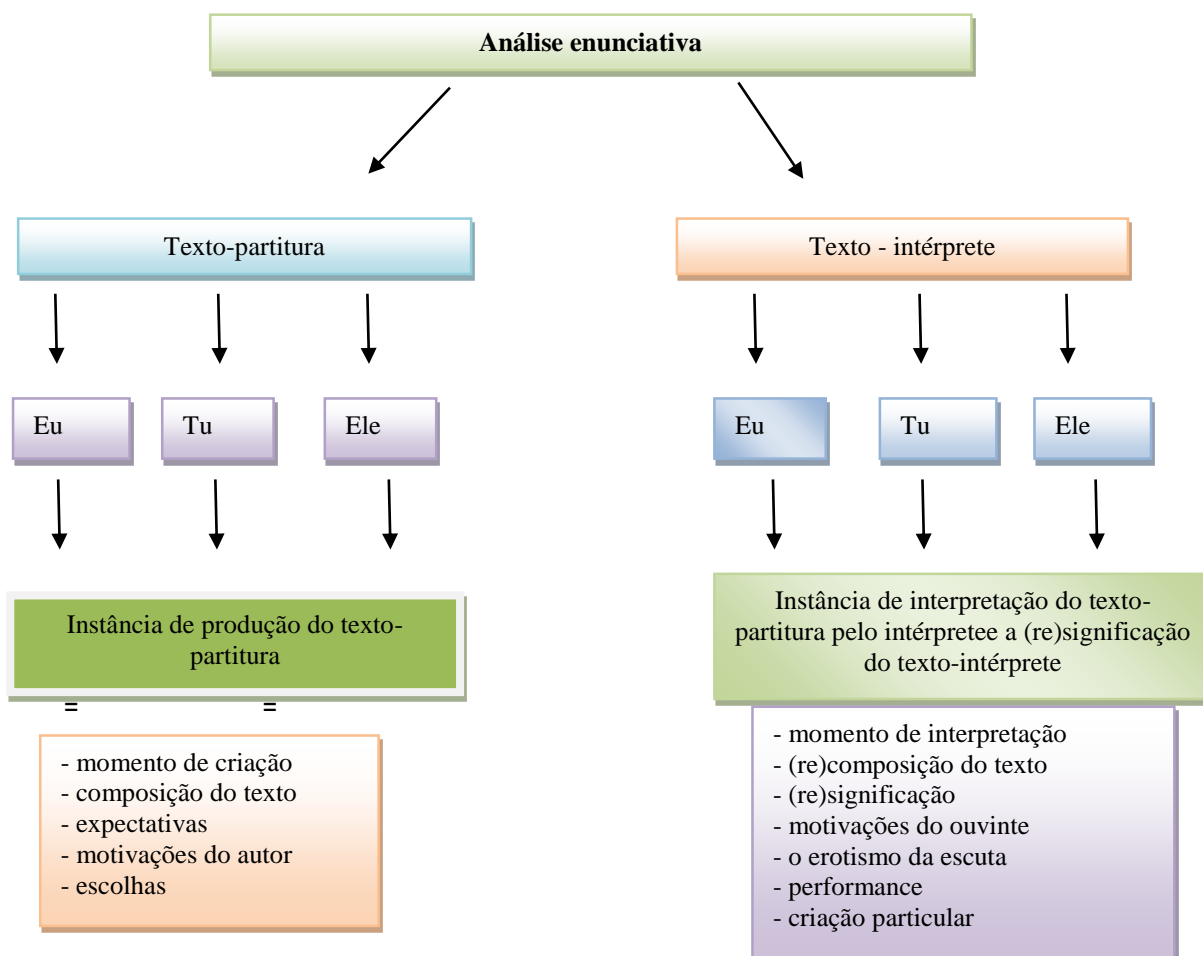 Análise enunciativa
Texto-partitura
Texto - intérprete
Eu
Tu
Ele
Eu
Tu
Ele
Instância de produção do texto-
partitura
Instância de interpretação do texto-
partitura pelo intérpretee a (re)significação
do texto-intérprete
=
=
- momento de criação
- composição do texto
- expectativas
- motivações do autor
- escolhas
- momento de interpretação
- (re)composição do texto
- (re)significação
- motivações do ouvinte
- o erotismo da escuta
- performance
- criação particular